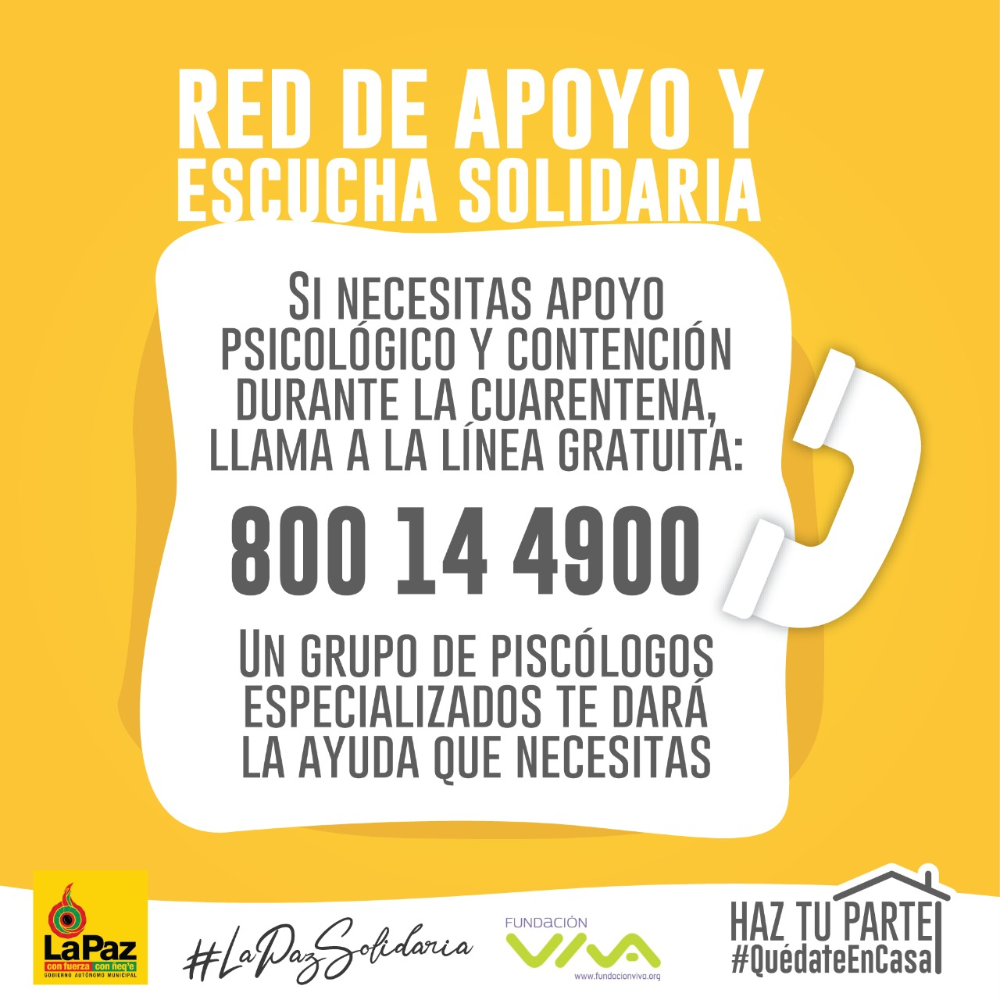 RED DE APOYO Y
ESCUCHA SOLIDARIA
SI NECESITAS APOYO
PSICOLÓGICO Y CONTENCIÓN
DURANTE LA CUARENTENA,
LLAMA A LA LÍNEA GRATUITA:
800 14 4900
UN GRUPO DE PISCÓLOGOS
ESPECIALIZADOS TE DARÁ
LA AYUDA QUE NECESITAS
LaPaz
con fuerza con ñeq'e
GOBIERNO AUTÓNOMO MUNICIPAL
#LaPazSolidaria
FUNDACIÓN
VIVA
www.fundacionviva.org
HAZ TU PARTE
#QuédateEnCasa